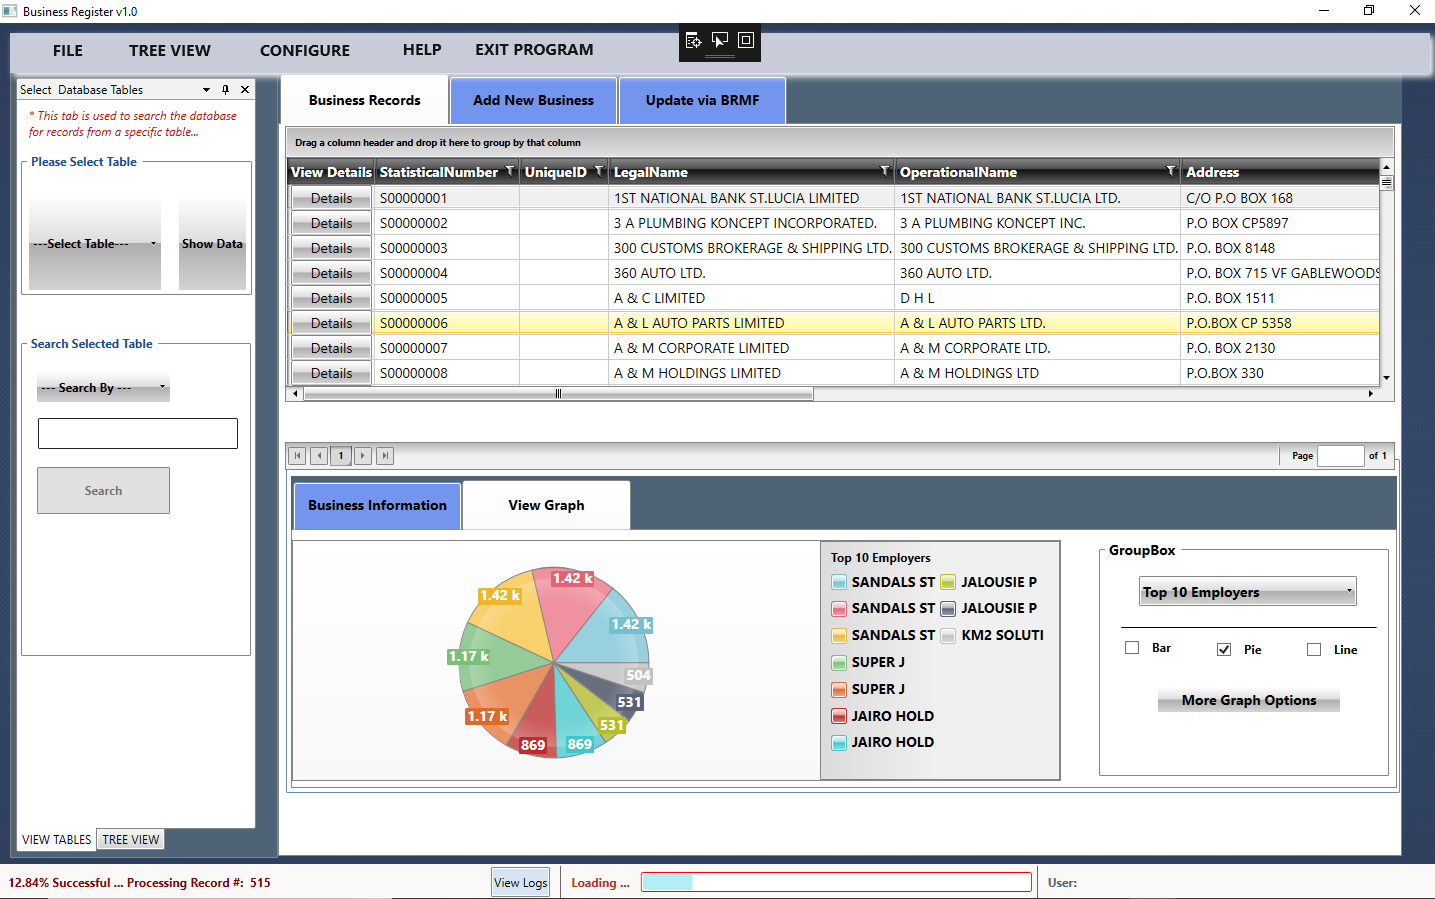 Business Register v1.0
FILE TREE VIEW CONFIGURE HELP EXIT PROGRAM
Select Database Tables
* This tab is used to search the database
for records from a specific table...
Please Select Table
---Select Table---
Show Data
Search Selected Table
--- Search By ---
Search
VIEW TABLES TREE VIEW
Business Records Add New Business Update via BRMF
Drag a column header and drop it here to group by that column
View Details StatisticalNumber UniqueID LegalName OperationalName Address
Details S00000001 1ST NATIONAL BANK ST.LUCIA LIMITED 1ST NATIONAL BANK ST.LUCIA LTD. C/O P.O BOX 168
Details S00000002 3 A PLUMBING KONCEPT INCORPORATED. 3 A PLUMBING KONCEPT INC. P.O BOX CP5897
Details S00000003 300 CUSTOMS BROKERAGE & SHIPPING LTD. 300 CUSTOMS BROKERAGE & SHIPPING LTD. P.O. BOX 8148
Details S00000004 360 AUTO LTD. 360 AUTO LTD. P.O. BOX 715 VF GABLEWOODS
Details S00000005 A & C LIMITED D H L P.O. BOX 1511
Details S00000006 A & L AUTO PARTS LIMITED A & L AUTO PARTS LTD. P.O.BOX CP 5358
Details S00000007 A & M CORPORATE LIMITED A & M CORPORATE LTD. P.O. BOX 2130
Details S00000008 A & M HOLDINGS LIMITED A & M HOLDINGS LTD P.O.BOX 330
1
Page of 1
Business Information View Graph
1.42 k
1.42 k
1.42 k
1.17 k
504
531
1.17 k
531
869
869
Top 10 Employers
SANDALS ST JALOUSIE P
SANDALS ST JALOUSIE P
SANDALS ST KM2 SOLUTI
SUPER J
SUPER J
JAIRO HOLD
JAIRO HOLD
GroupBox
Top 10 Employers
Bar Pie Line
More Graph Options
12.84% Successful ... Processing Record #: 515
View Logs
Loading ...
User: